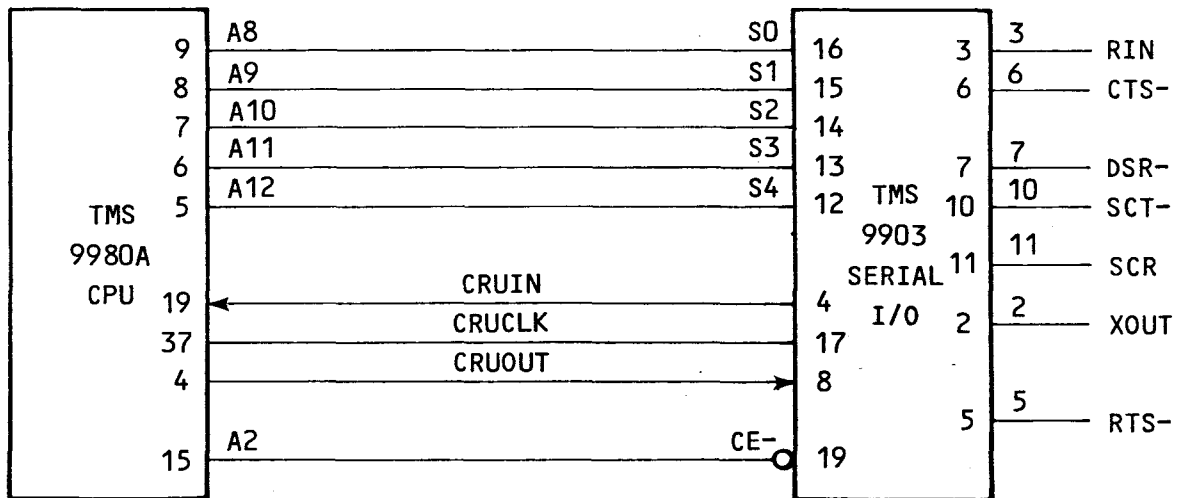 9 A8 S0 16 3 3 RIN
8 A9 S1 15 6 6 CTS-
7 A10 S2 14
6 A11 S3 13 7 7 DSR-
5 A12 S4 12 10 10 SCT-
TMS
9980A
CPU
TMS
9903
SERIAL
I/O
11 11 SCR
19 CRUIN 4 2 2 XOUT
37 CRUCLK 17
4 CRUOUT 8
5 5 RTS-
15 A2 CE- 19